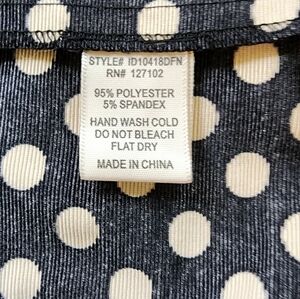 STYLE# ID10418DFN
RN# 127102
95% POLYESTER
5% SPANDEX
HAND WASH COLD
DO NOT BLEACH
FLAT DRY
MADE IN CHINA